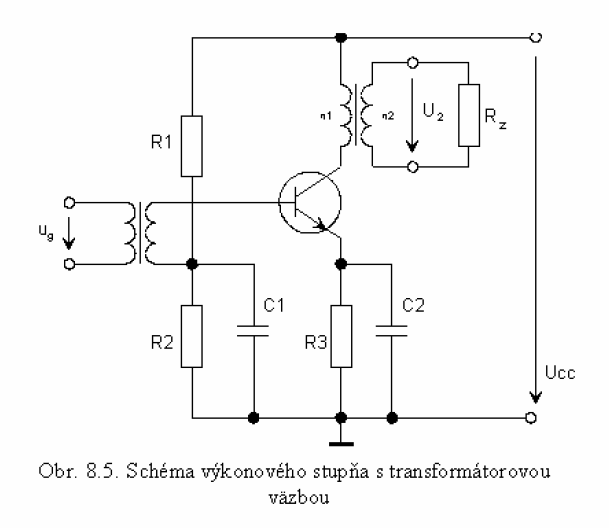 n1
n2
U2
Rz
R1
ug
C1
C2
R2
R3
Ucc
Obr. 8.5. Schéma výkonového stupňa s transformátorovou
väzbou